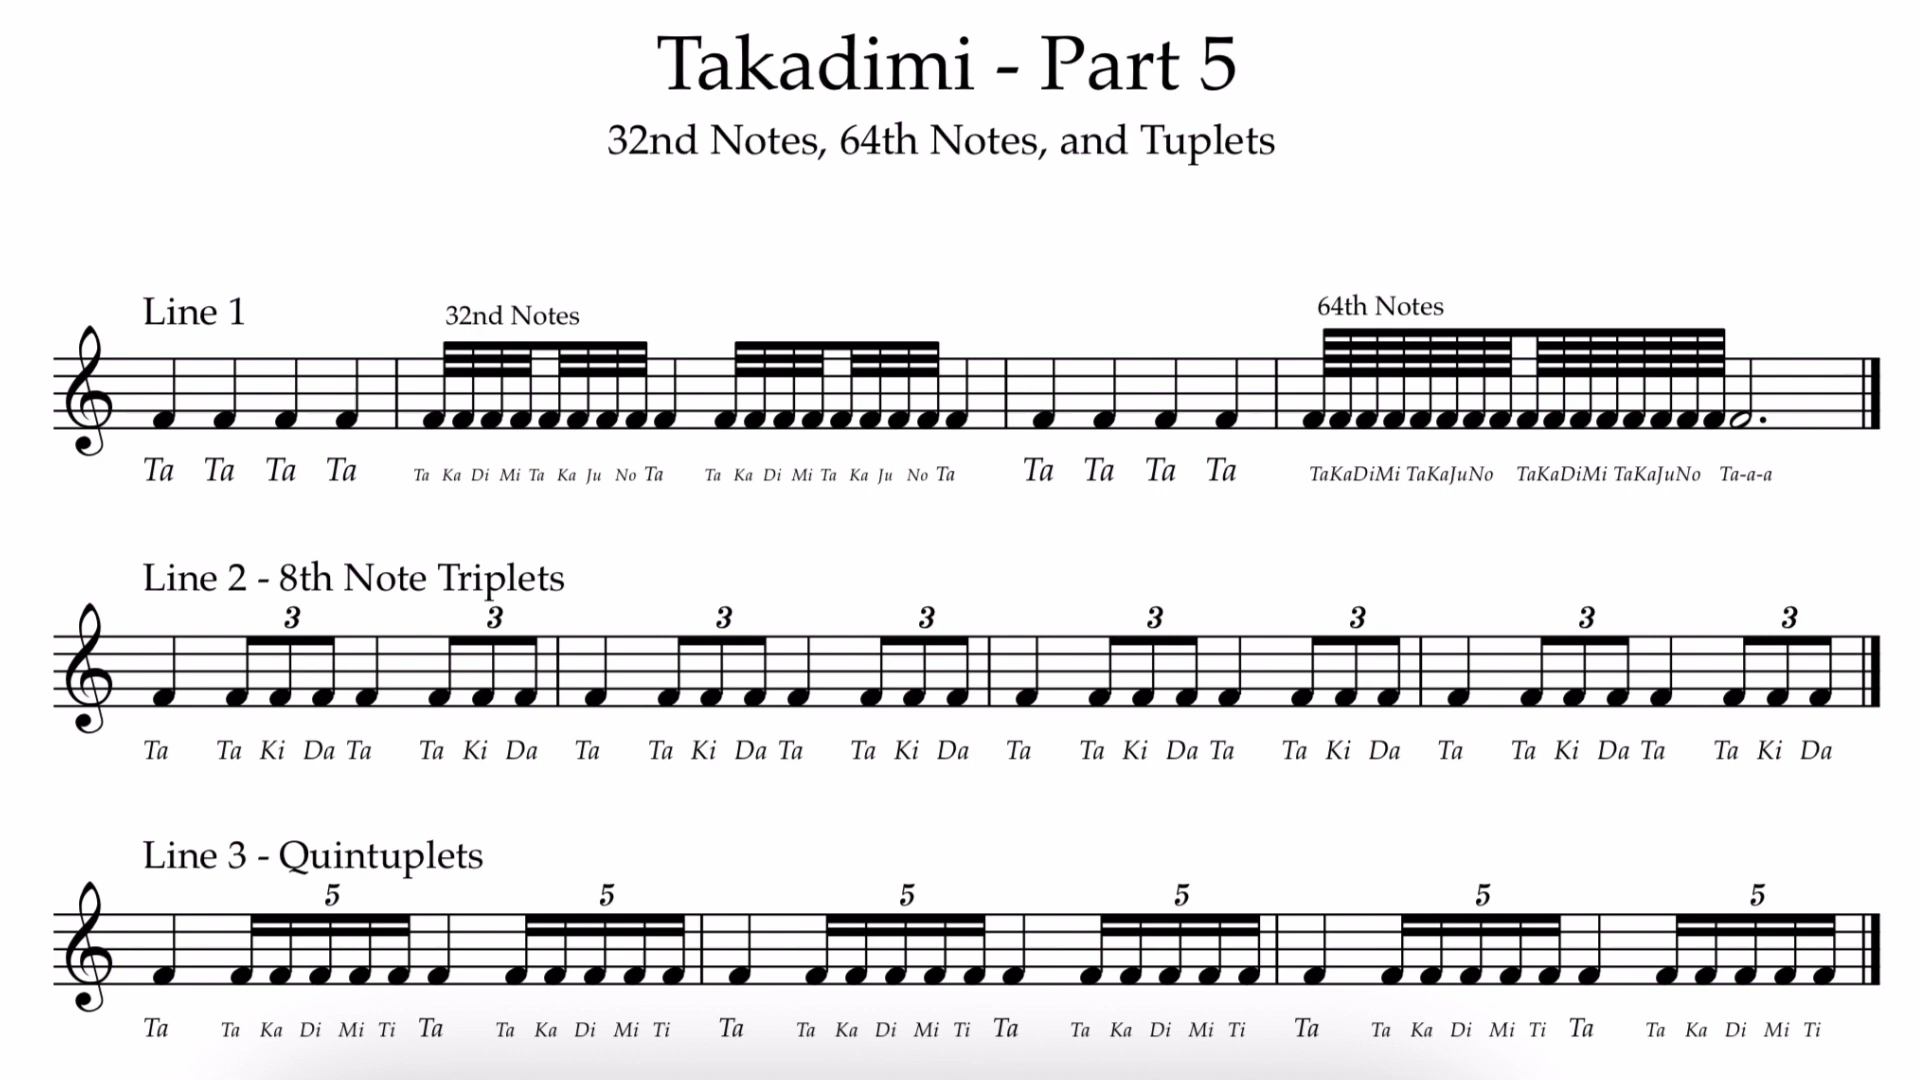 Takadimi - Part 5
32nd Notes, 64th Notes, and Tuplets
Line 1 32nd Notes 64th Notes
Ta Ta Ta Ta Ta Ka Di Mi Ta Ka Ju No Ta Ta Ka Di Mi Ta Ka Ju No Ta Ta Ta Ta Ta TaKaDiMi TaKaJuNo TaKaDiMi TaKaJuNo Ta-a-a
Line 2 - 8th Note Triplets
3 3 3 3 3 3 3 3
Ta Ta Ki Da Ta Ta Ki Da Ta Ta Ki Da Ta Ta Ki Da Ta Ta Ki Da Ta Ta Ki Da Ta Ta Ki Da Ta Ta Ki Da
Line 3 - Quintuplets
5 5 5 5 5 5
Ta Ta Ka Di Mi Ti Ta Ta Ka Di Mi Ti Ta Ta Ka Di Mi Ti Ta Ta Ka Di Mi Ti Ta Ta Ka Di Mi Ti Ta Ta Ka Di Mi Ti